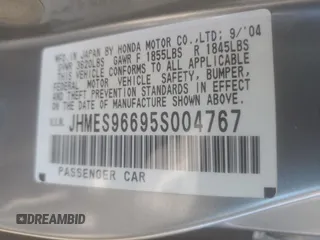 MFD. IN JAPAN BY HONDA MOTOR CO.,LTD; 9/'04
GVWR 3620LBS GAWR F 1855LBS R 1845LBS
THIS VEHICLE CONFORMS TO ALL APPLICABLE
FEDERAL MOTOR VEHICLE SAFETY, BUMPER,
AND THEFT PREVENTION STANDARDS IN EFFECT
ON THE DATE OF MANUFACTURE SHOWN ABOVE.
V.I.N. JHMES96695S004767
PASSENGER CAR
DREAMBID